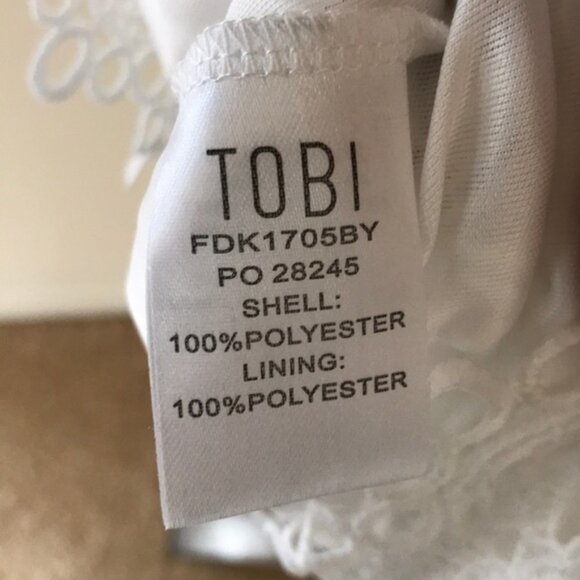 TOBI
FDK1705BY
PO 28245
SHELL:
100%POLYESTER
LINING:
100%POLYESTER